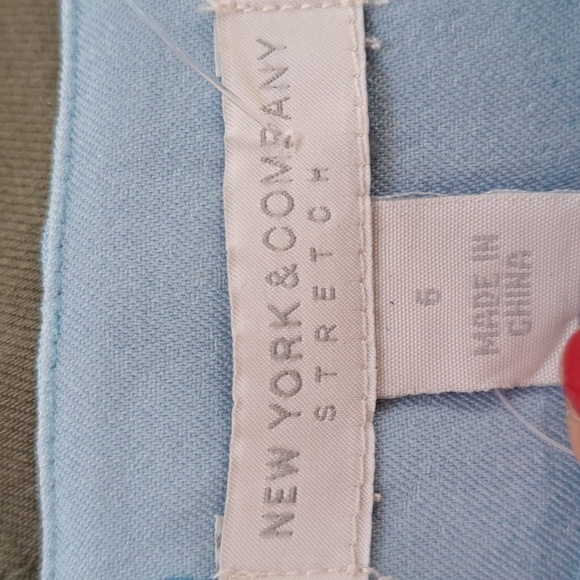 NEW YORK & COMPANY
STRETCH
6
MADE IN
CHINA